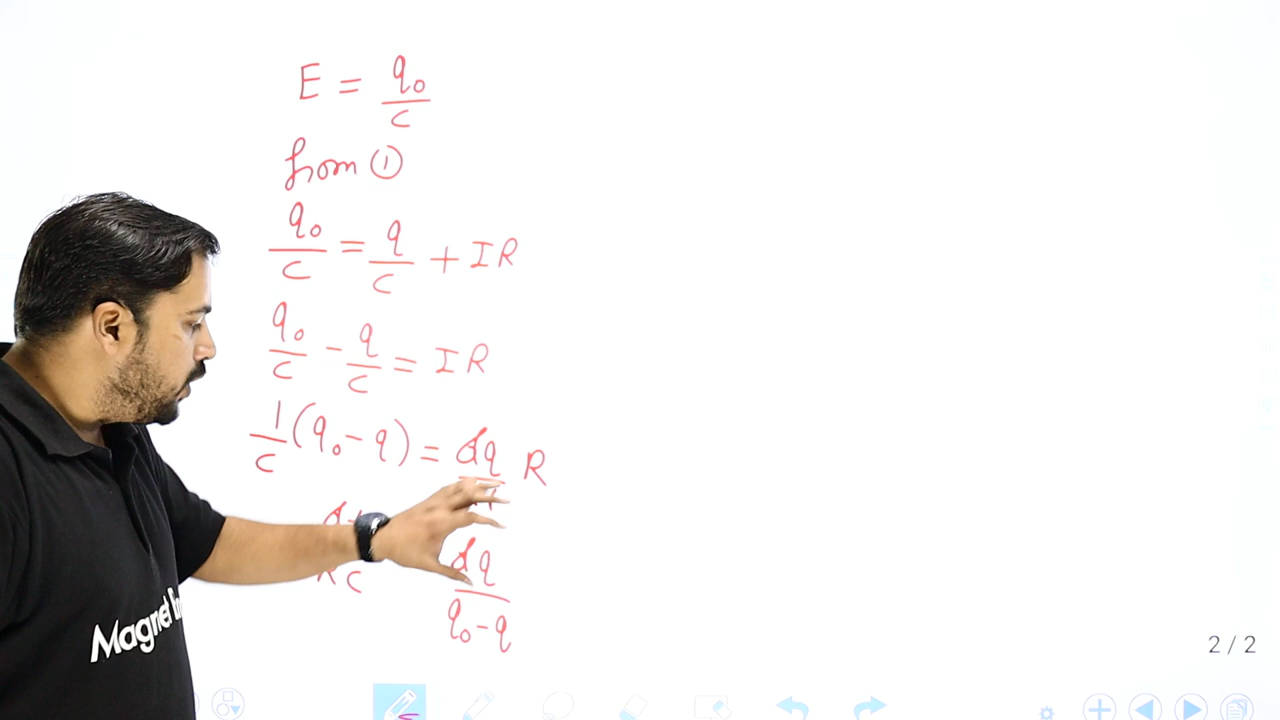 E = q₀/c
from ①
q₀/c = q/c + IR
q₀/c - q/c = IR
1/c (q₀ - q) = dq/ R
dq/q₀ - q
Magnet
2 / 2